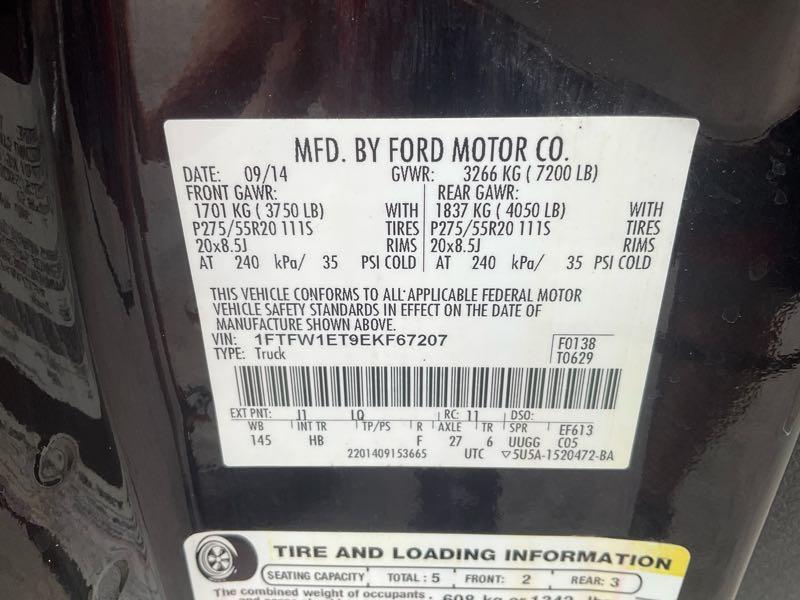 MFD. BY FORD MOTOR CO.
DATE: 09/14 GVWR: 3266 KG ( 7200 LB)
FRONT GAWR: REAR GAWR:
1701 KG ( 3750 LB) WITH 1837 KG ( 4050 LB) WITH
P275/55R20 111S TIRES P275/55R20 111S TIRES
20x8.5J RIMS 20x8.5J RIMS
AT 240 kPa/ 35 PSI COLD AT 240 kPa/ 35 PSI COLD
THIS VEHICLE CONFORMS TO ALL APPLICABLE FEDERAL MOTOR
VEHICLE SAFETY STANDARDS IN EFFECT ON THE DATE OF
MANUFACTURE SHOWN ABOVE.
VIN: 1FTFW1ET9EKF67207 F0138
TYPE: Truck T0629
EXT PNT: J1 LQ RC: 11 DSO:
WB INT TR TP/PS R AXLE TR SPR EF613
145 HB F 27 6 UUGG C05
2201409153665 UTC ▽5U5A-1520472-BA
TIRE AND LOADING INFORMATION
SEATING CAPACITY TOTAL : 5 FRONT: 2 REAR: 3
The combined weight of occupants